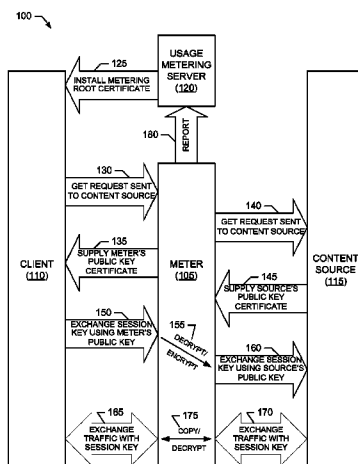 100
USAGE
METERING
SERVER
(120)
125
INSTALL METERING
ROOT CERTIFICATE
180
REPORT
130
GET REQUEST SENT
TO CONTENT SOURCE
140
GET REQUEST SENT
TO CONTENT SOURCE
135
SUPPLY METER'S
PUBLIC KEY
CERTIFICATE
CLIENT
(110)
METER
(105)
CONTENT
SOURCE
(115)
145
SUPPLY SOURCE'S
PUBLIC KEY
CERTIFICATE
150
EXCHANGE SESSION
KEY USING METER'S
PUBLIC KEY
155
DECRYPT/
ENCRYPT
160
EXCHANGE SESSION
KEY USING SOURCE'S
PUBLIC KEY
165
EXCHANGE
TRAFFIC WITH
SESSION KEY
175
COPY/
DECRYPT
170
EXCHANGE
TRAFFIC WITH
SESSION KEY